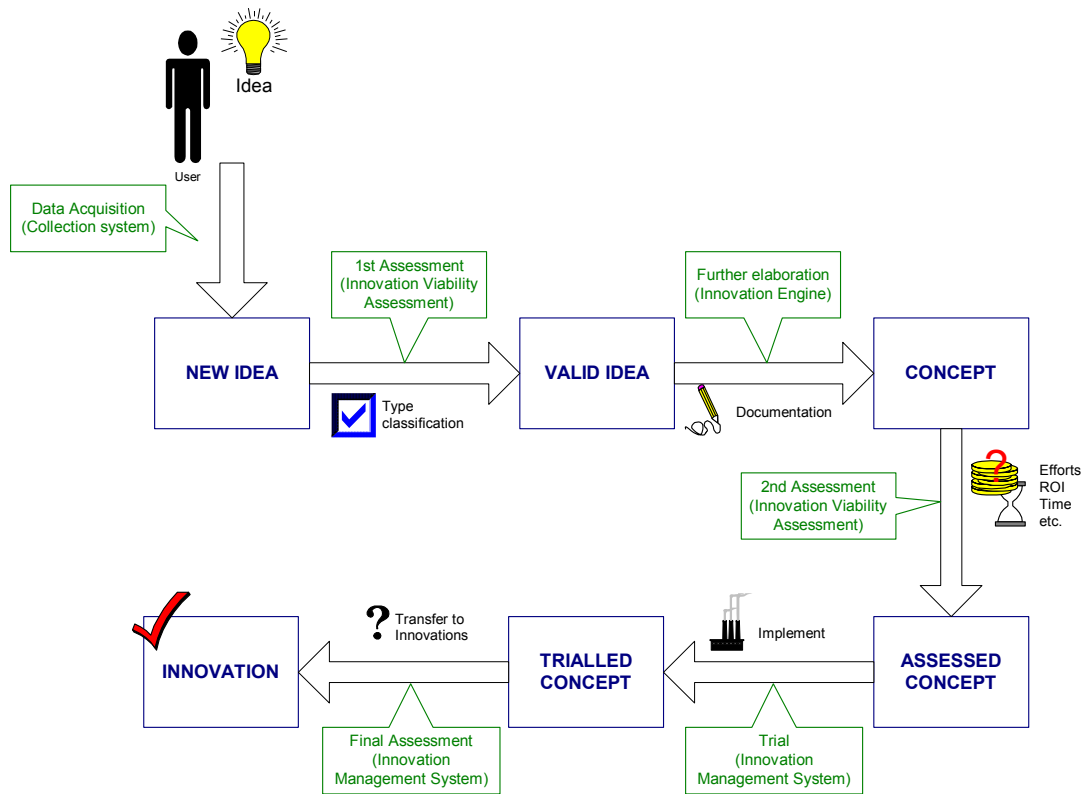 Idea
User
Data Acquisition
(Collection system)
1st Assessment
(Innovation Viability
Assessment)
Further elaboration
(Innovation Engine)
NEW IDEA
VALID IDEA
CONCEPT
Type
classification
Documentation
2nd Assessment
(Innovation Viability
Assessment)
?
Efforts
ROI
Time
etc.
?
Transfer to
Innovations
Implement
INNOVATION
TRIALLED
CONCEPT
ASSESSED
CONCEPT
Final Assessment
(Innovation
Management System)
Trial
(Innovation
Management System)